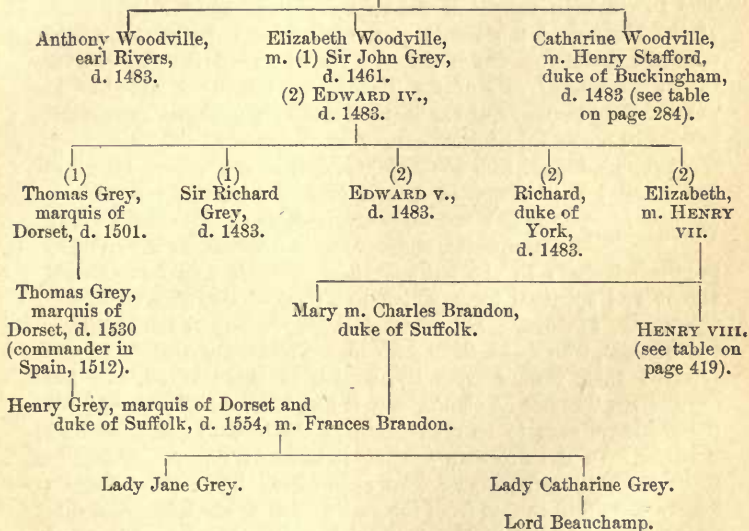 Anthony Woodville,
earl Rivers,
d. 1483.
Elizabeth Woodville,
m. (1) Sir John Grey,
d. 1461.
(2) EDWARD IV.,
d. 1483.
Catharine Woodville,
m. Henry Stafford,
duke of Buckingham,
d. 1483 (see table
on page 284).
(1)
Thomas Grey,
marquis of
Dorset, d. 1501.
(1)
Sir Richard
Grey,
d. 1483.
(2)
EDWARD V.,
d. 1483.
(2)
Richard,
duke of
York,
d. 1483.
(2)
Elizabeth,
m. HENRY
VII.
Thomas Grey,
marquis of
Dorset, d. 1530
(commander in
Spain, 1512).
Mary m. Charles Brandon,
duke of Suffolk.
HENRY VIII.
(see table on
page 419).
Henry Grey, marquis of Dorset and
duke of Suffolk, d. 1554, m. Frances Brandon.
Lady Jane Grey.
Lady Catharine Grey.
Lord Beauchamp.